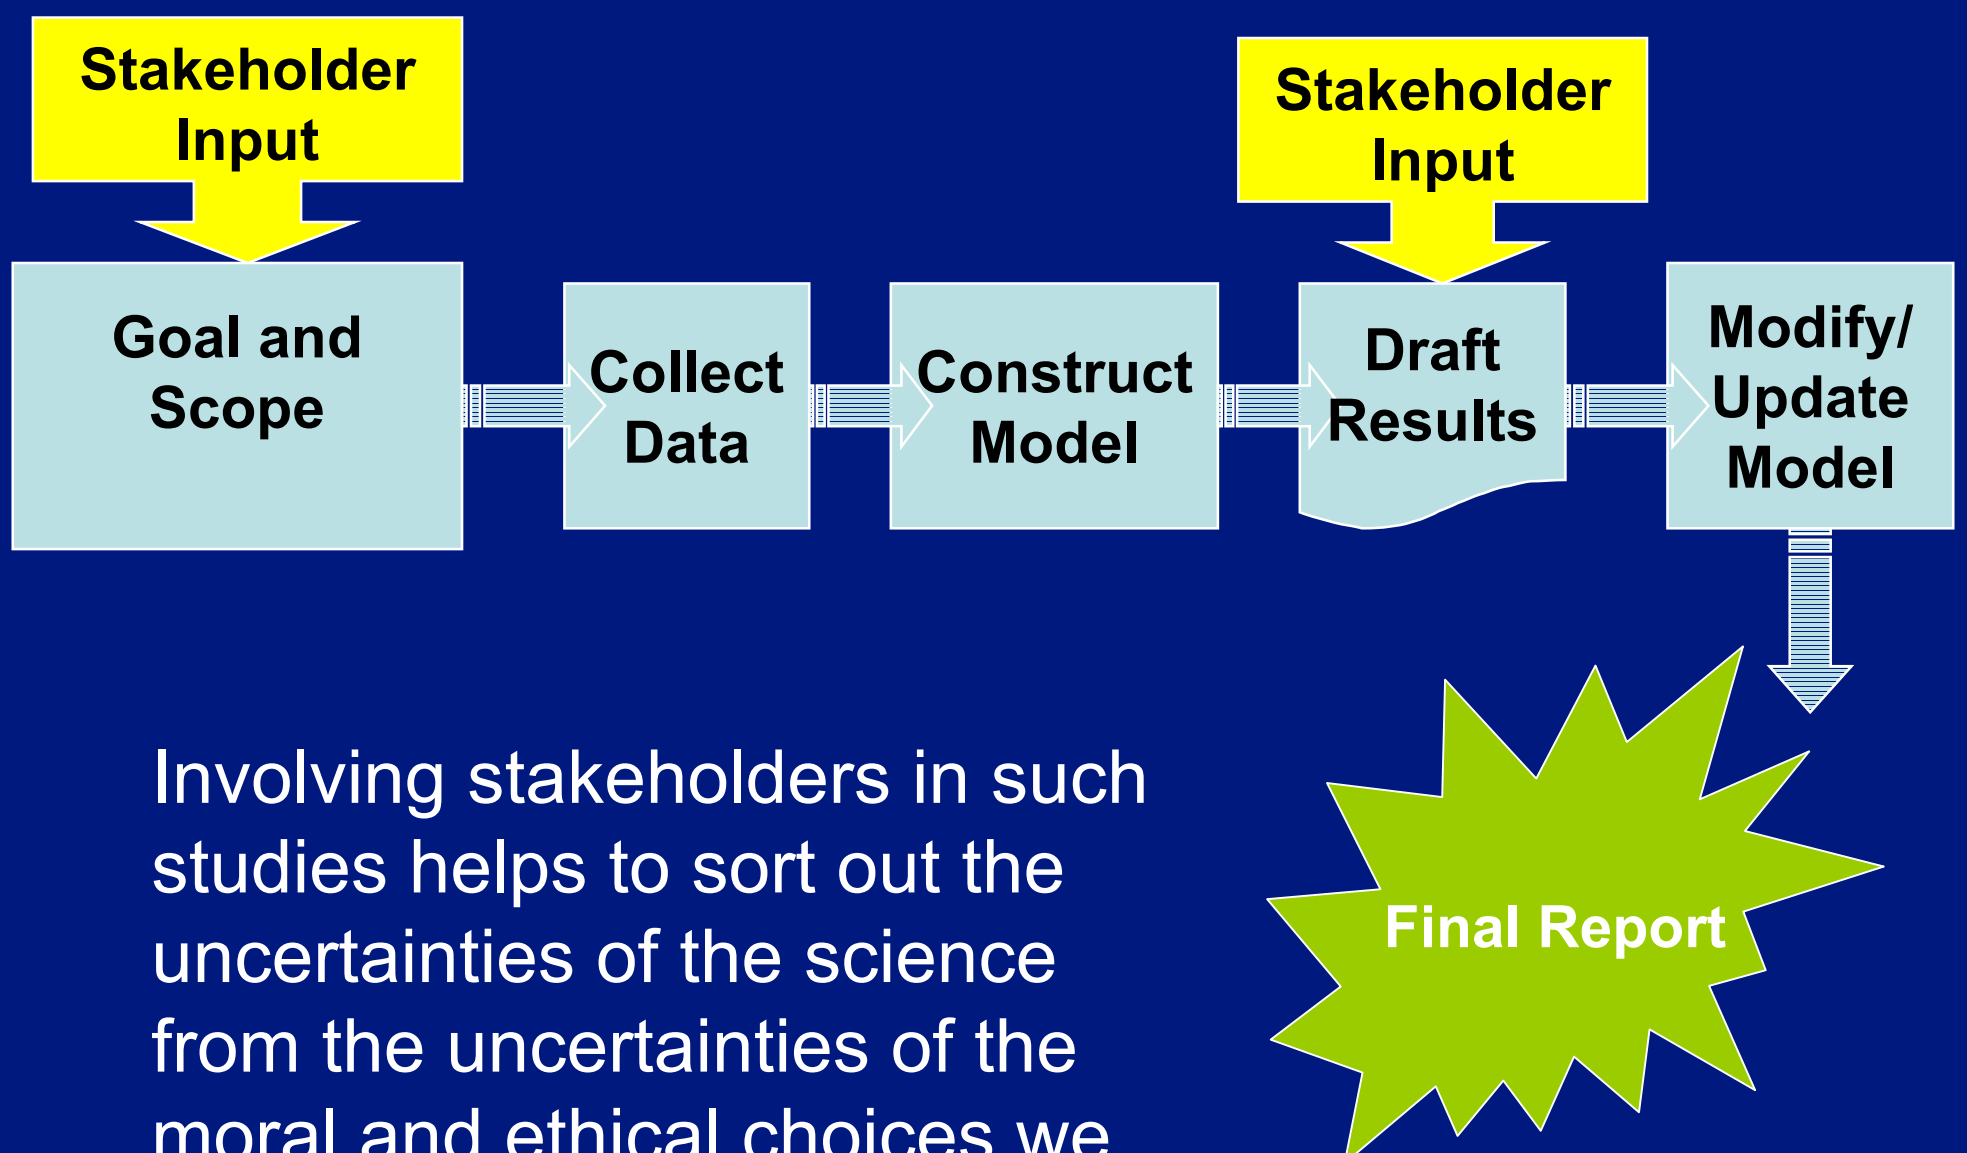 Stakeholder
Input
Stakeholder
Input
Goal and
Scope
Collect
Data
Construct
Model
Draft
Results
Modify/
Update
Model
Involving stakeholders in such
studies helps to sort out the
uncertainties of the science
from the uncertainties of the
moral and ethical choices we
Final Report